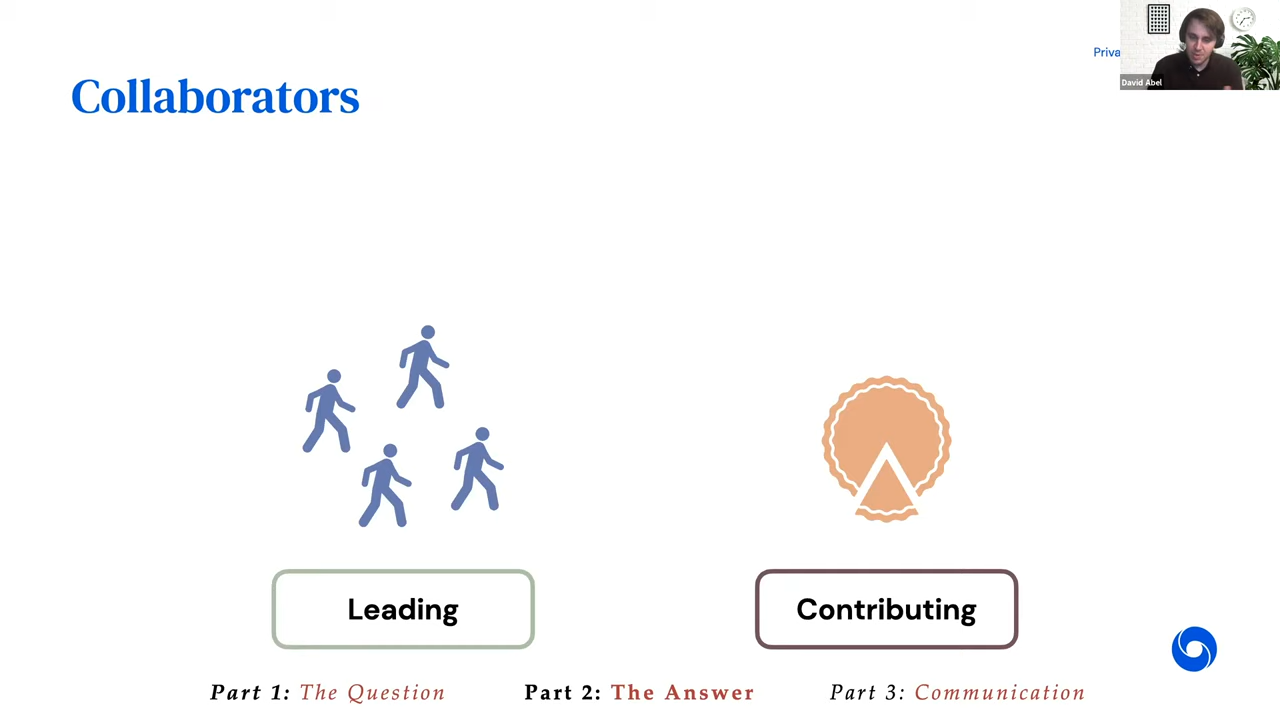 Priva
David Abel
Collaborators
Leading
Contributing
Part 1: The Question
Part 2: The Answer
Part 3: Communication